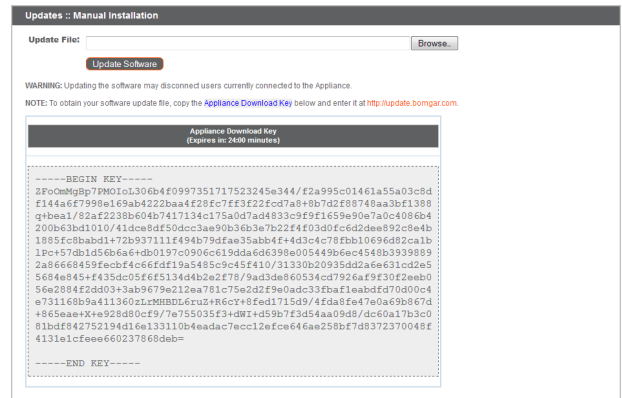 Updates :: Manual Installation
Update File:
Browse..
Update Software
WARNING: Updating the software may disconned users currently connected to the Appliance.
NOTE: To obtain your software update file, copy the Appliance Download Key below and enter it at http://update.bomgar.com.
Appliance Download Key
(Expires in: 24:00 minutes)
-----BEGIN KEY-----
ZFoOmMgBp7PMOIoL306b4f0997351717523245e344/f2a995c01461a55a03c8d
f144a6f7998e169ab4222baa4f28fc7ff3f22fcd7a8+8b7d2f88748aa3bf1388
q+bea1/82af2238b604b7417134c175a0d7ad4833c9f9f1659e90e7a0c4086b4
200b63bd1010/41dce8df50dcc3ae90b36b3e7b22f4f03d0fc6d2dee892c8e4b
1885fc8babd1+72b937111f494b79dfae35abb4f+4d3c4c78fbb10696d82ca1b
lPc+57db1d56b6a6+db0197c0906c619dda6d6398e005449b6ec4548b3939889
2a86668459fecbf4c66fdf19a5485c9c45f410/31330b20935dd2a6e631cd2e5
5684e845+f435dc05f6f5134d4b2e2f78/9ad3de860534cd7926af9f30f2eeb0
56e2884f2dd03+3ab9679e212ea781c75e2d2f9e0adc33fbaf1eabdfd70d00c4
e731168b9a411360zLrMHBDL6ruZ+R6cY+8fed1715d9/4fda8fe47e0a69b867d
+865eae+X+e928d80cf9/7e755035f3+dWI+d59b7f3d54aa09d8/dc60a17b3c0
81bdf842752194d16e133110b4eadac7ecc12efce646ae258bf7d8372370048f
4131e1cfeee660237868deb=
-----END KEY-----